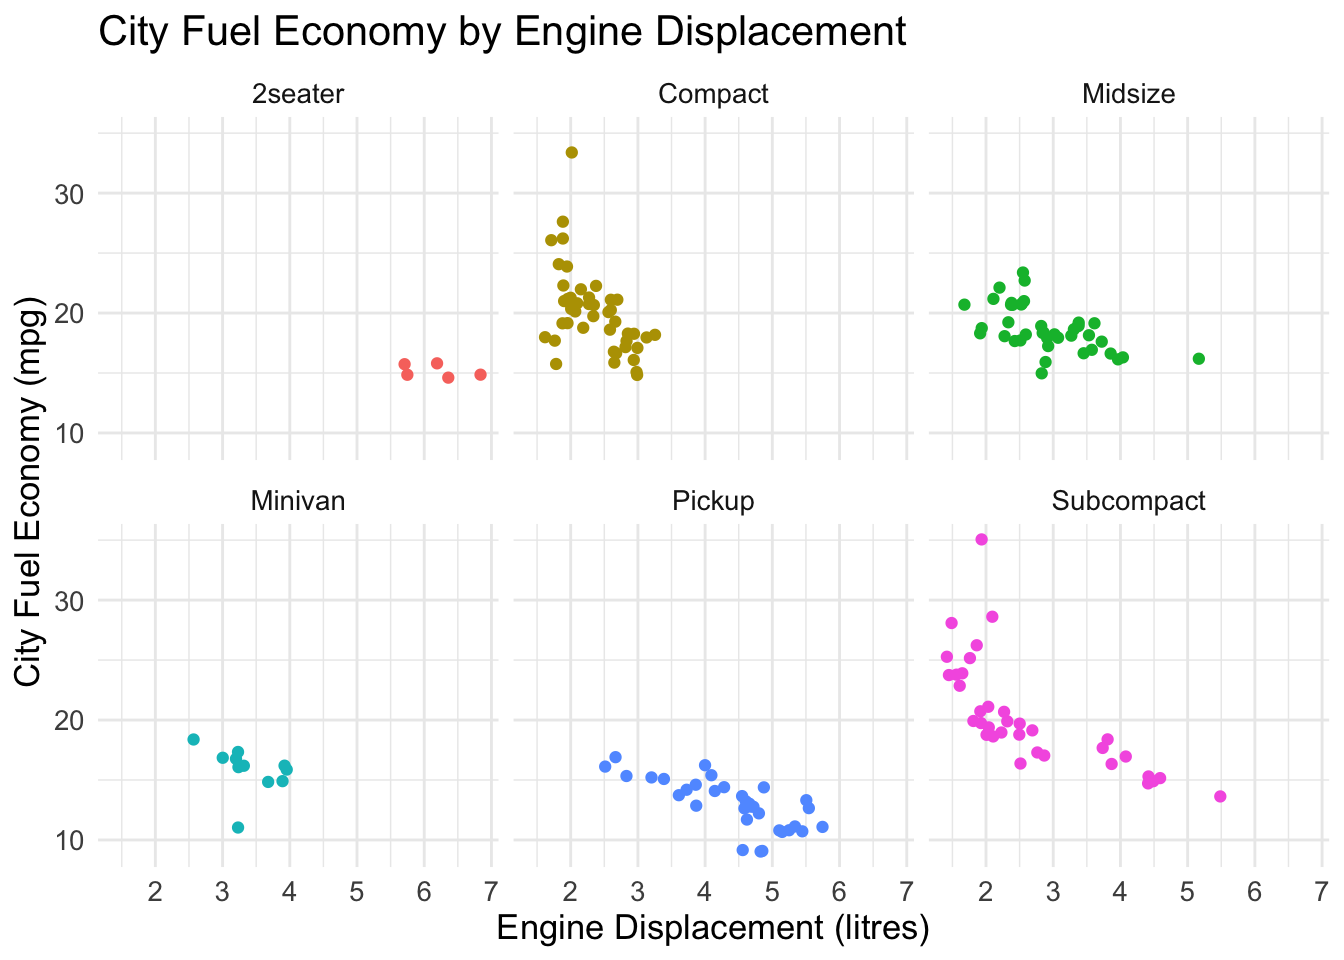 City Fuel Economy by Engine Displacement
2seater Compact Midsize
30
20
10
Minivan Pickup Subcompact
30
20
10
2 3 4 5 6 7 2 3 4 5 6 7 2 3 4 5 6 7
Engine Displacement (litres)
City Fuel Economy (mpg)